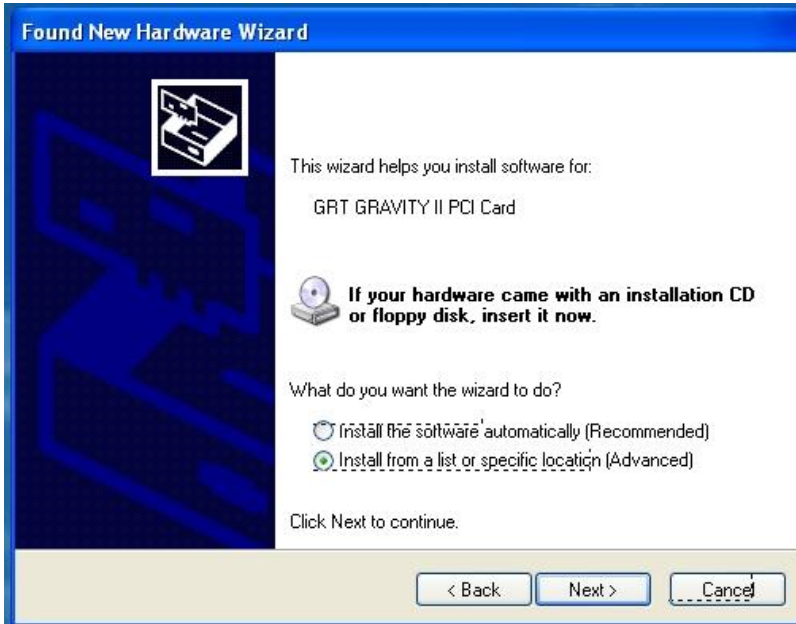 Found New Hardware Wizard
This wizard helps you install software for:
GRT GRAVITY II PCI Card
If your hardware came with an installation CD
or floppy disk, insert it now.
What do you want the wizard to do?
Install the software automatically (Recommended)
Install from a list or specific location (Advanced)
Click Next to continue.
< Back
Next >
Cancel